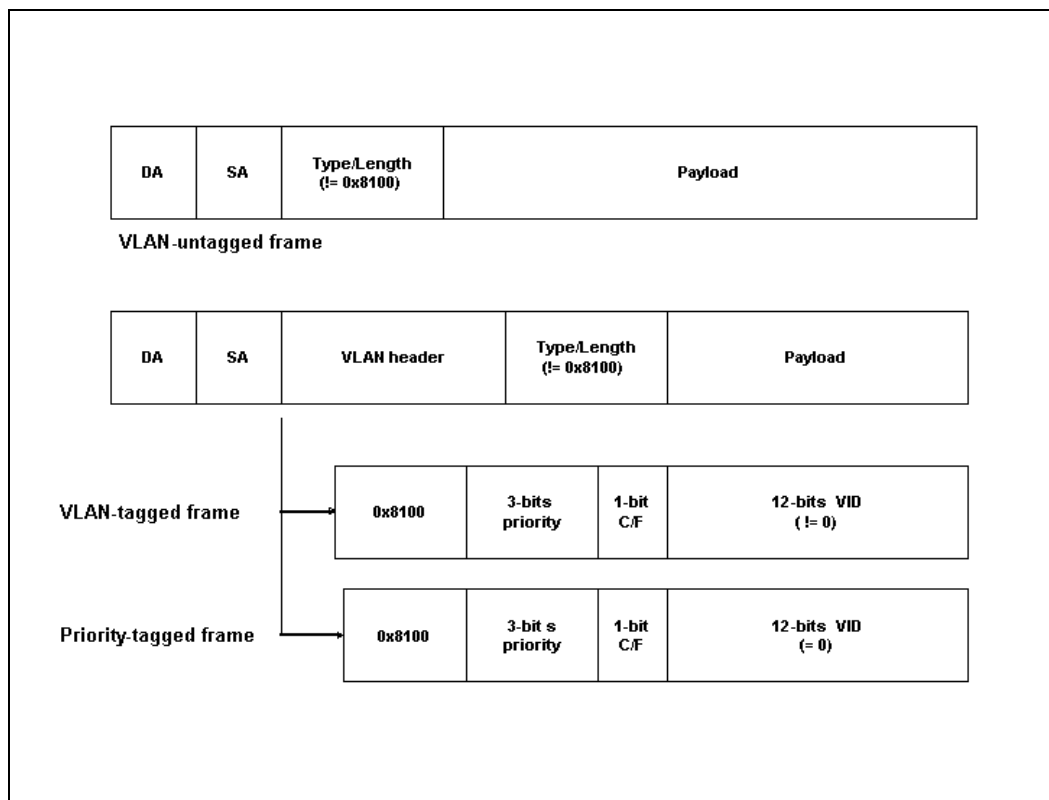 DA
SA
Type/Length
(!= 0x8100)
Payload
VLAN-untagged frame
DA
SA
VLAN header
Type/Length
(!= 0x8100)
Payload
VLAN-tagged frame
0x8100
3-bits
priority
1-bit
C/F
12-bits VID
( != 0)
Priority-tagged frame
0x8100
3-bit s
priority
1-bit
C/F
12-bits VID
(= 0)